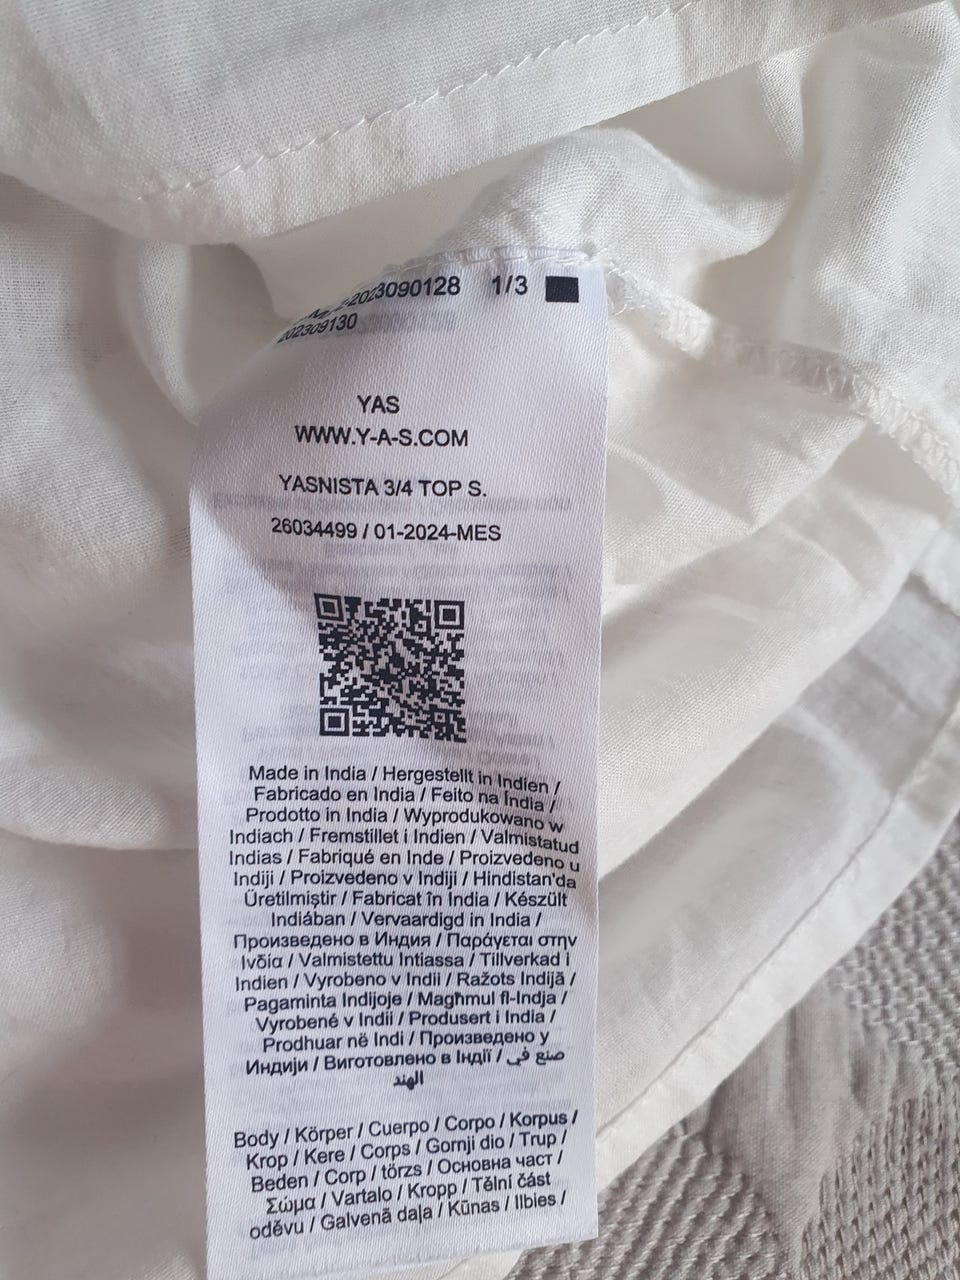 2023090128 1/3
202309130
YAS
WWW.Y-A-S.COM
YASNISTA 3/4 TOP S.
26034499 / 01-2024-MES
Made in India / Hergestellt in Indien /
Fabricado en India / Feito na Índia /
Prodotto in India / Wyprodukowano w
Indiach / Fremstillet i Indien / Valmistatud
Indias / Fabriqué en Inde / Proizvedeno u
Indiji / Proizvedeno v Indiji / Hindistan'da
Üretilmiştir / Fabricat în India / Készült
Indiában / Vervaardigd in India /
Произведено в Индия / Παράγεται στην
Ινδία / Valmistettu Intiassa / Tillverkad i
Indien / Vyrobeno v Indii / Ražots Indijā /
Pagaminta Indijoje / Magħmul fl-Indja /
Vyrobené v Indii / Produsert i India /
Prodhuar në Indi / Произведено у
Индији / Виготовлено в Індії / صنع في
الهند
Body / Körper / Cuerpo / Corpo / Korpus /
Krop / Kere / Corps / Gornji dio / Trup /
Beden / Corp / törzs / Основна част /
Σώμα / Vartalo / Kropp / Tělní část
oděvu / Galvenā daļa / Kūnas / Ilbies /